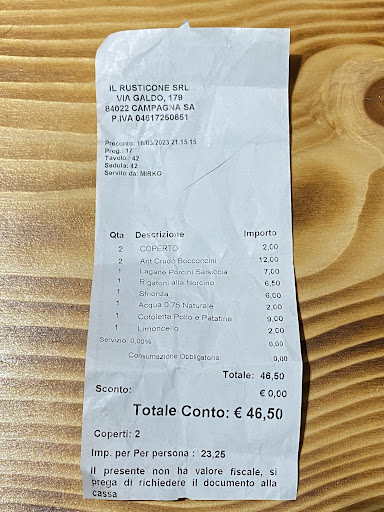 IL RUSTICONE SRL
VIA GALDO, 179
84022 CAMPAGNA SA
P.IVA 04617250651
Preconto: 18/03/2023 21.15.15
Prog.: 17
Tavolo.: 42
Seduta: 42
Servito da: MIRKO
Qta Descrizione Importo
2 COPERTO 2,00
2 Ant Crudo Bocconcini 12,00
1 Lagane Porcini Salsiccia 7,00
1 Rigatoni alla Norcino 6,50
1 Sfrionza 6,00
1 Acqua 0.75 Naturale 2,00
1 Cotoletta Pollo e Patatine 9,00
1 Limoncello 2,00
Servizio: 0,00% 0,00
Consumazione Obbligatoria: 0,00
Totale: 46,50
Sconto: € 0,00
Totale Conto: € 46,50
Coperti: 2
Imp. per Per persona : 23,25
il presente non ha valore fiscale, si
prega di richiedere il documento alla
cassa